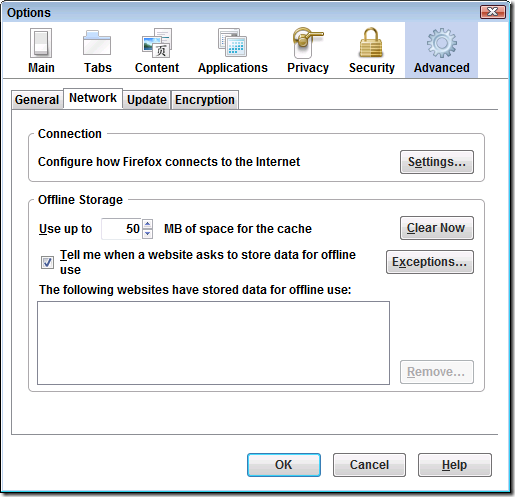 Options
Main Tabs Content Applications Privacy Security Advanced
页
General Network Update Encryption
Connection
Configure how Firefox connects to the Internet Settings...
Offline Storage
Use up to 50 MB of space for the cache Clear Now
Tell me when a website asks to store data for offline Exceptions...
use
The following websites have stored data for offline use:
Remove...
OK Cancel Help